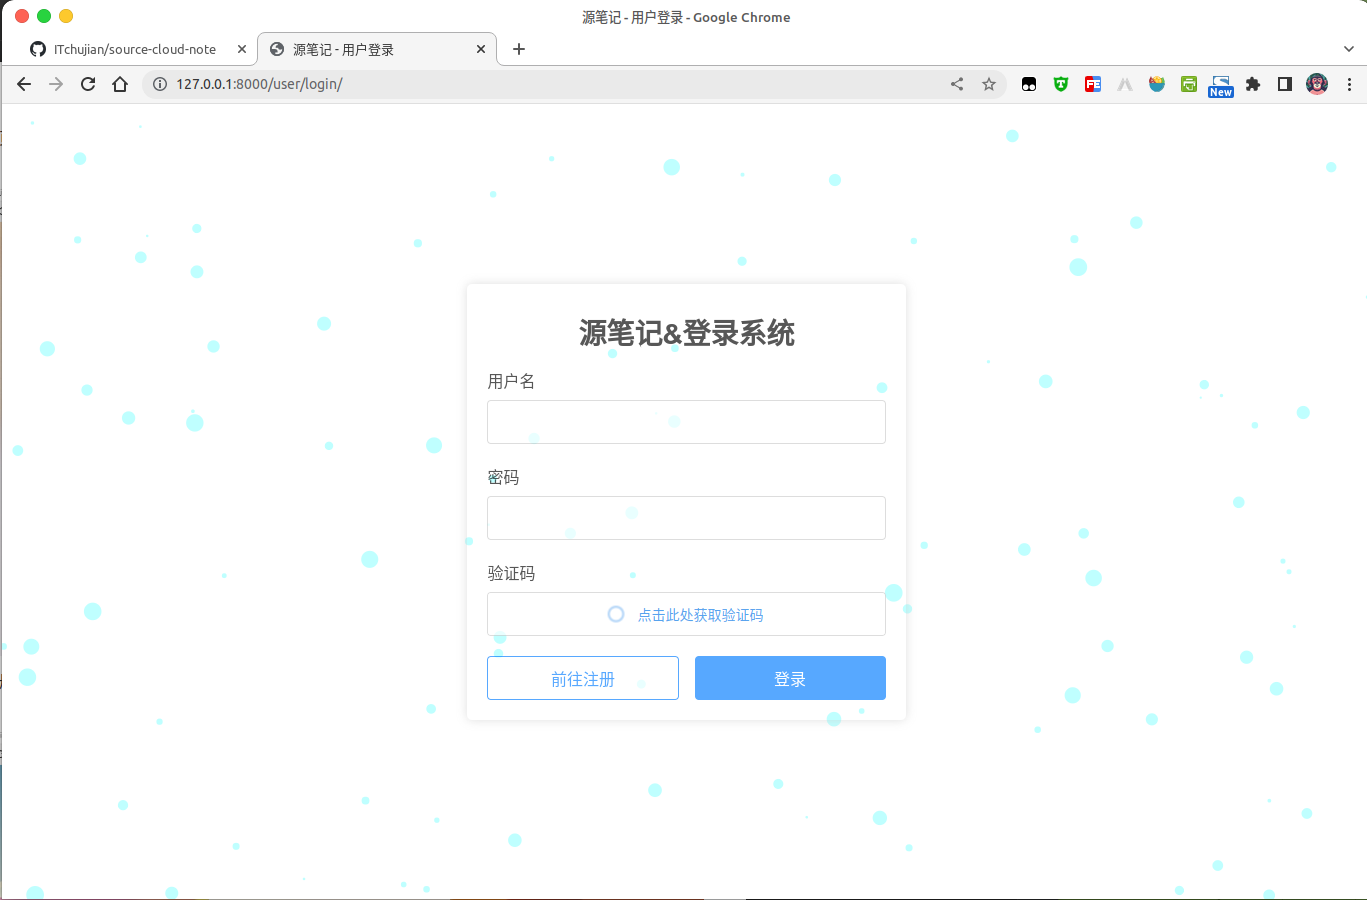 源笔记 - 用户登录 - Google Chrome
ITchujian/source-cloud-note
源笔记 - 用户登录
127.0.0.1:8000/user/login/
FE
New
源笔记&登录系统
用户名
密码
验证码
点击此处获取验证码
前往注册
登录